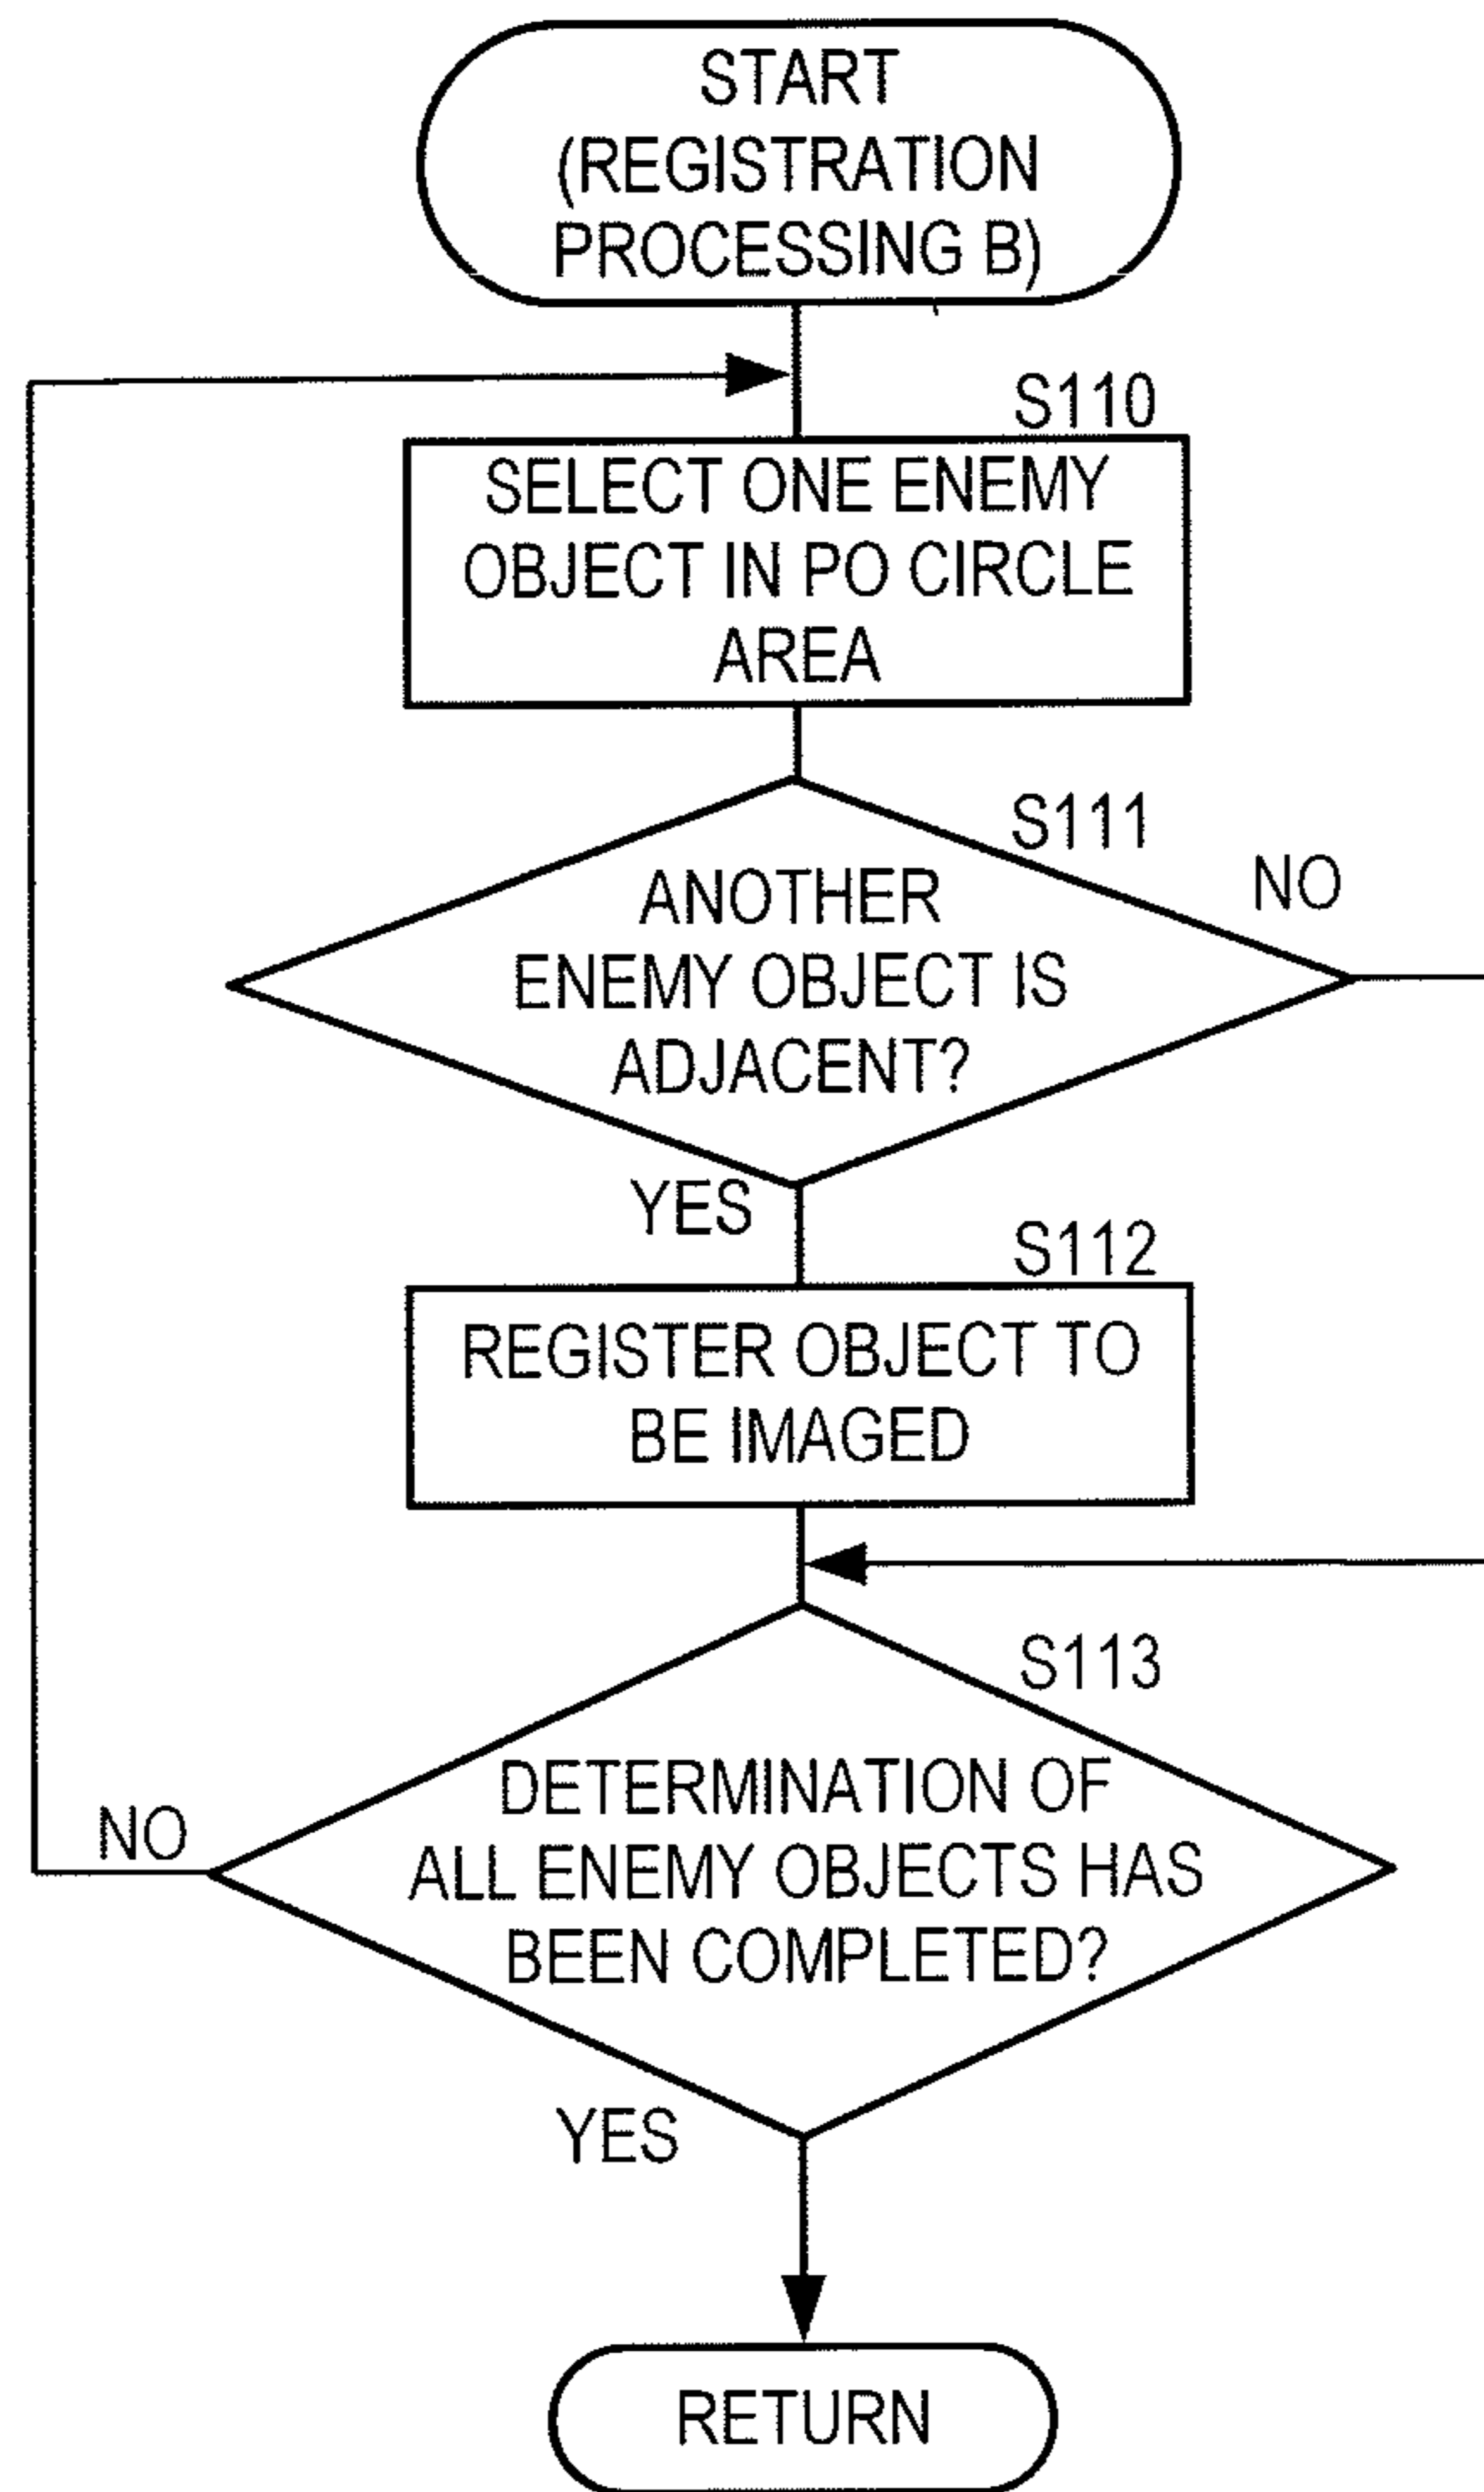 START
(REGISTRATION
PROCESSING B)
S110
SELECT ONE ENEMY
OBJECT IN PO CIRCLE
AREA
S111
ANOTHER
ENEMY OBJECT IS
ADJACENT?
NO
YES
S112
REGISTER OBJECT TO
BE IMAGED
S113
DETERMINATION OF
ALL ENEMY OBJECTS HAS
BEEN COMPLETED?
NO
YES
RETURN